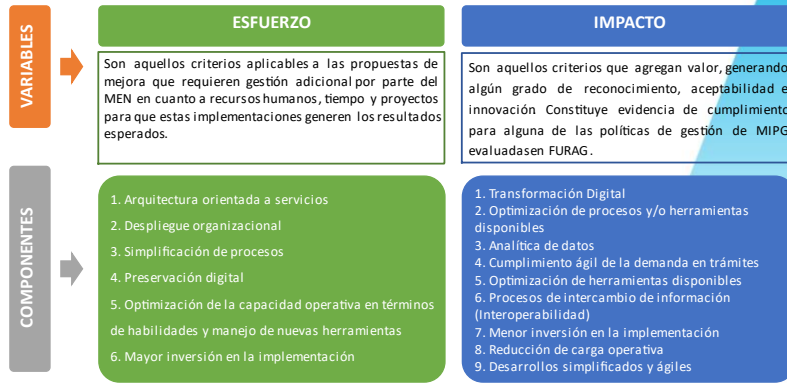 VARIABLES
ESFUERZO
Son aquellos criterios aplicables a las propuestas de
mejora que requieren gestión adicional por parte del
MEN en cuanto a recursos humanos, tiempo y proyectos
para que estas implementaciones generen los resultados
esperados.
IMPACTO
Son aquellos criterios que agregan valor, generando
algún grado de reconocimiento, aceptabilidad e
innovación Constituye evidencia de cumplimiento
para alguna de las políticas de gestión de MIPG
evaluadasen FURAG.
COMPONENTES
1. Arquitectura orientada a servicios
2. Despliegue organizacional
3. Simplificación de procesos
4. Preservación digital
5. Optimización de la capacidad operativa en términos
de habilidades y manejo de nuevas herramientas
6. Mayor inversión en la implementación
1. Transformación Digital
2. Optimización de procesos y/o herramientas
disponibles
3. Analítica de datos
4. Cumplimiento ágil de la demanda en trámites
5. Optimización de herramientas disponibles
6. Procesos de intercambio de información
(Interoperabilidad)
7. Menor inversión en la implementación
8. Reducción de carga operativa
9. Desarrollos simplificados y ágiles